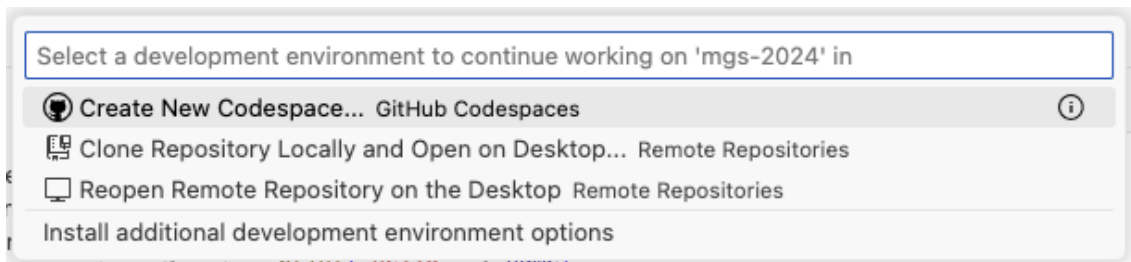 Select a development environment to continue working on 'mgs-2024' in
Create New Codespace... GitHub Codespaces
Clone Repository Locally and Open on Desktop... Remote Repositories
Reopen Remote Repository on the Desktop Remote Repositories
Install additional development environment options